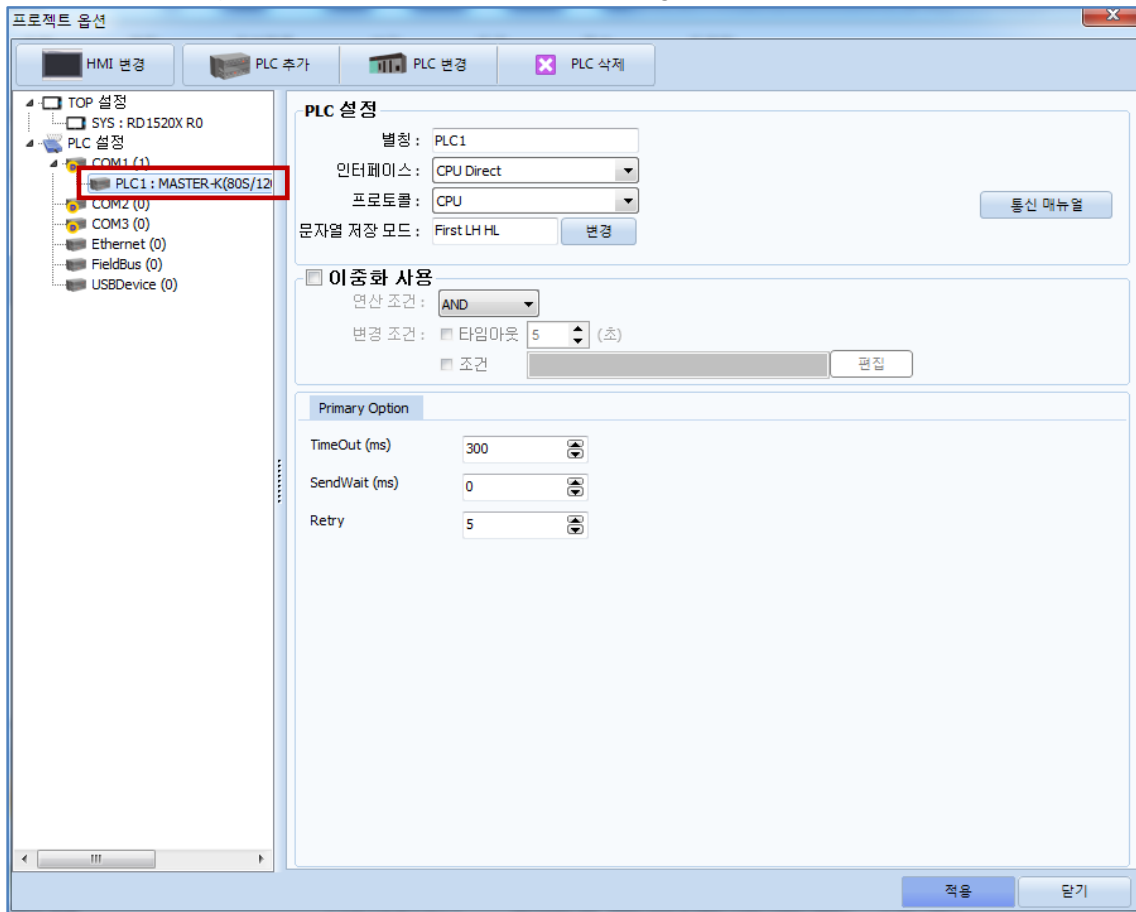 프로젝트 옵션
HMI 변경 PLC 추가 PLC 변경 PLC 삭제
TOP 설정
SYS : RD1520X R0
PLC 설정
COM1 (1)
PLC1 : MASTER-K(80S/120
COM2 (0)
COM3 (0)
Ethernet (0)
FieldBus (0)
USBDevice (0)
PLC 설정
별칭 : PLC1
인터페이스 : CPU Direct
프로토콜 : CPU
통신 매뉴얼
문자열 저장 모드 : First LH HL 변경
이중화 사용
연산 조건 : AND
변경 조건 : 타임아웃 5 (초)
조건 편집
Primary Option
TimeOut (ms) 300
SendWait (ms) 0
Retry 5
적용 닫기